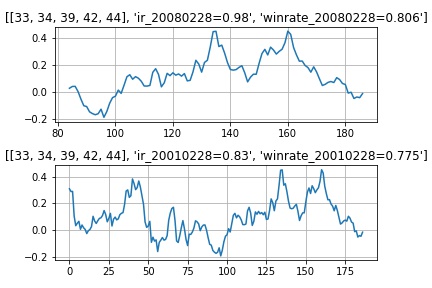 [[33, 34, 39, 42, 44], 'ir_20080228=0.98', 'winrate_20080228=0.806']
0.4
0.2
0.0
−0.2
80 100 120 140 160 180
[[33, 34, 39, 42, 44], 'ir_20010228=0.83', 'winrate_20010228=0.775']
0.4
0.2
0.0
−0.2
0 25 50 75 100 125 150 175